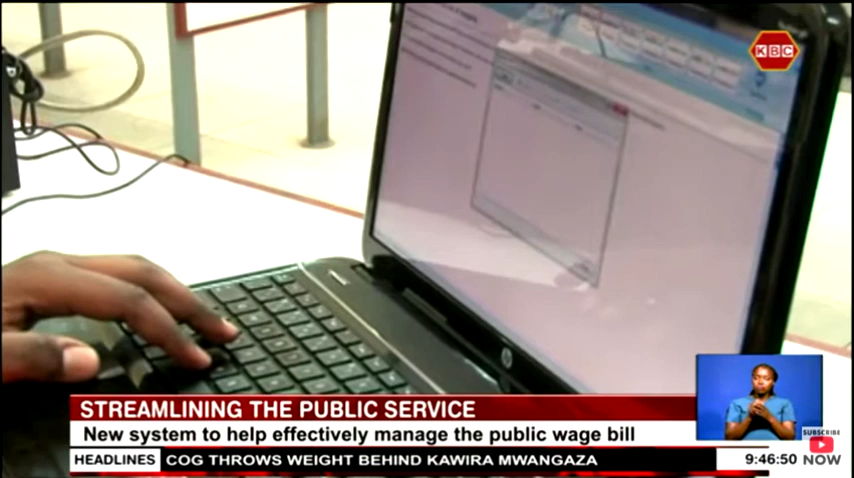 KBC
hp
STREAMLINING THE PUBLIC SERVICE
New system to help effectively manage the public wage bill
SUBSCRIBE
NOW
HEADLINES COG THROWS WEIGHT BEHIND KAWIRA MWANGAZA 9:46:50